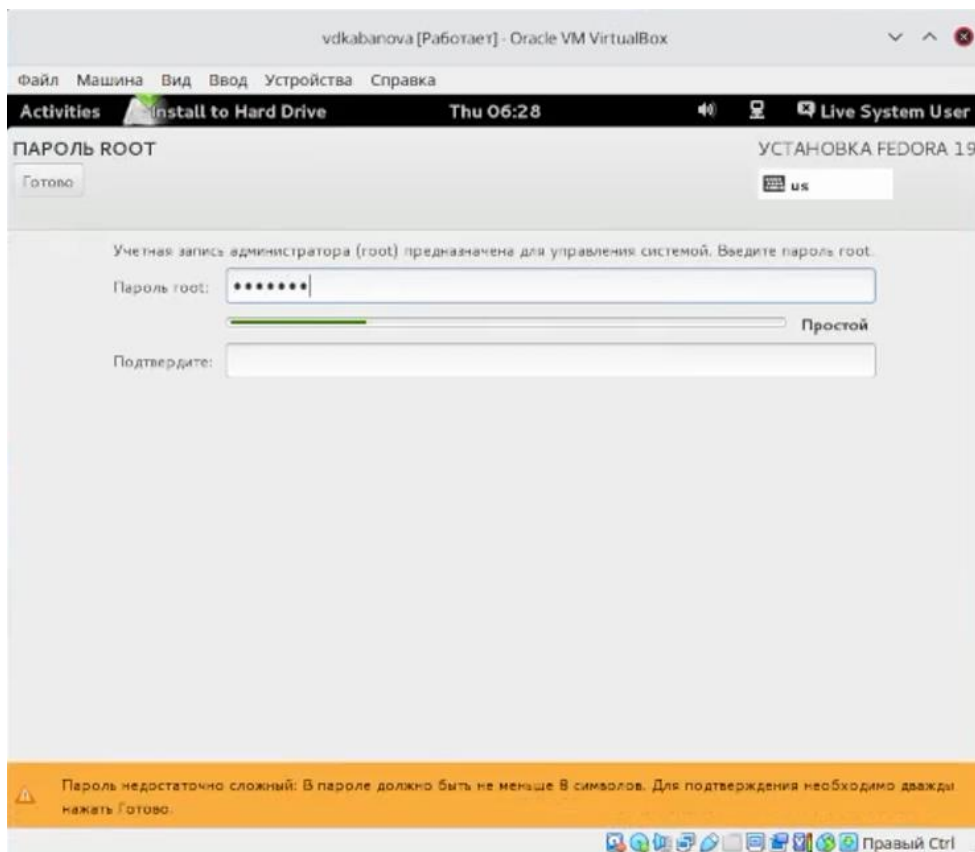 vdkabanova [Работает] - Oracle VM VirtualBox
Файл Машина Вид Ввод Устройства Справка
Activities Install to Hard Drive Thu 06:28 Live System User
ПАРОЛЬ ROOT УСТАНОВКА FEDORA 19
Готово us
Учетная запись администратора (root) предназначена для управления системой. Введите пароль root.
Пароль root: •••••••
Простой
Подтвердите:
Пароль недостаточно сложный: В пароле должно быть не меньше 8 символов. Для подтверждения необходимо дважды
нажать Готово.
Правый Ctrl